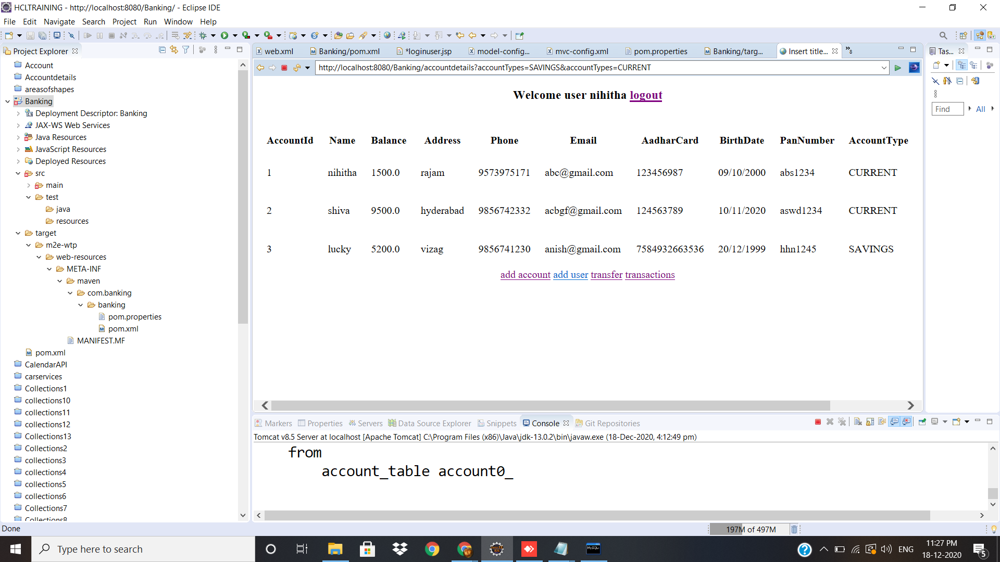 HCLTRAINING - http://localhost:8080/Banking/ - Eclipse IDE
File Edit Navigate Search Project Run Window Help
Project Explorer
Account
Accountdetails
areasofshapes
Banking
Deployment Descriptor: Banking
JAX-WS Web Services
Java Resources
JavaScript Resources
Deployed Resources
src
main
test
java
resources
target
m2e-wtp
web-resources
META-INF
maven
com.banking
banking
pom.properties
pom.xml
MANIFEST.MF
pom.xml
CalendarAPI
carservices
Collections1
collections10
collections11
collections12
Collections13
Collections2
collections3
collections4
collections5
collections6
Collections7
Collections8
web.xml Banking/pom.xml *loginuser.jsp model-config... mvc-config.xml pom.properties Banking/targ... Insert title... »8
http://localhost:8080/Banking/accountdetails?accountTypes=SAVINGS&accountTypes=CURRENT
Welcome user nihitha logout
AccountId Name Balance Address Phone Email AadharCard BirthDate PanNumber AccountType
1 nihitha 1500.0 rajam 9573975171 abc@gmail.com 123456987 09/10/2000 abs1234 CURRENT
2 shiva 9500.0 hyderabad 9856742332 acbgf@gmail.com 124563789 10/11/2020 aswd1234 CURRENT
3 lucky 5200.0 vizag 9856741230 anish@gmail.com 7584932663536 20/12/1999 hhn1245 SAVINGS
add account add user transfer transactions
Tas...
Find All
Markers Properties Servers Data Source Explorer Snippets Console Git Repositories
Tomcat v8.5 Server at localhost [Apache Tomcat] C:\Program Files (x86)\Java\jdk-13.0.2\bin\javaw.exe (18-Dec-2020, 4:12:49 pm)
from
account_table account0_
Done
197M of 497M
Type here to search
MySQL
ENG
11:27 PM
18-12-2020
5